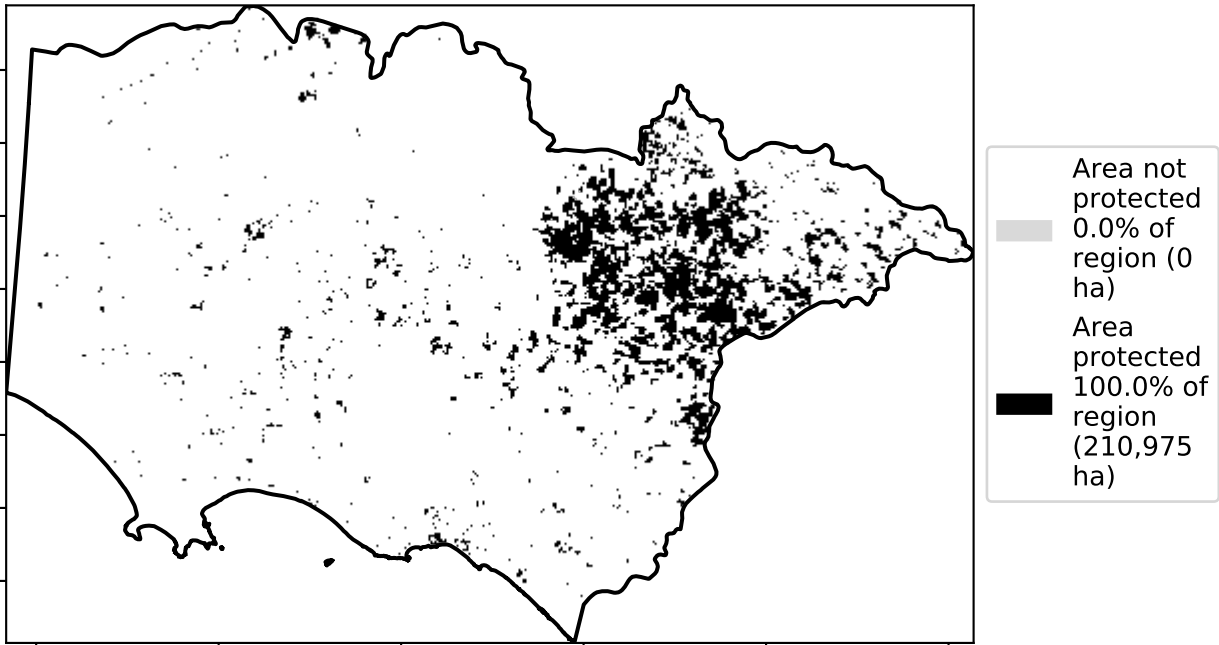 Area not
protected
0.0% of
region (0
ha)
Area
protected
100.0% of
region
(210,975
ha)